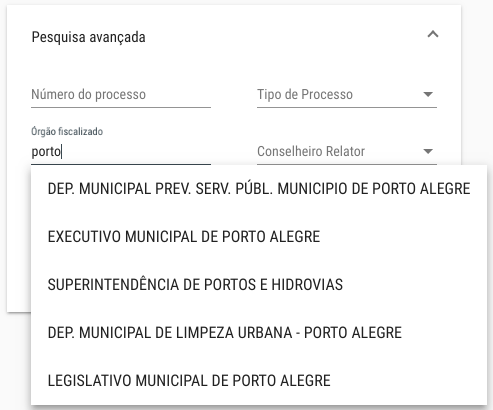 Pesquisa avançada
Número do processo
Tipo de Processo
Órgão fiscalizado
porto
Conselheiro Relator
DEP. MUNICIPAL PREV. SERV. PÚBL. MUNICIPIO DE PORTO ALEGRE
EXECUTIVO MUNICIPAL DE PORTO ALEGRE
SUPERINTENDÊNCIA DE PORTOS E HIDROVIAS
DEP. MUNICIPAL DE LIMPEZA URBANA - PORTO ALEGRE
LEGISLATIVO MUNICIPAL DE PORTO ALEGRE